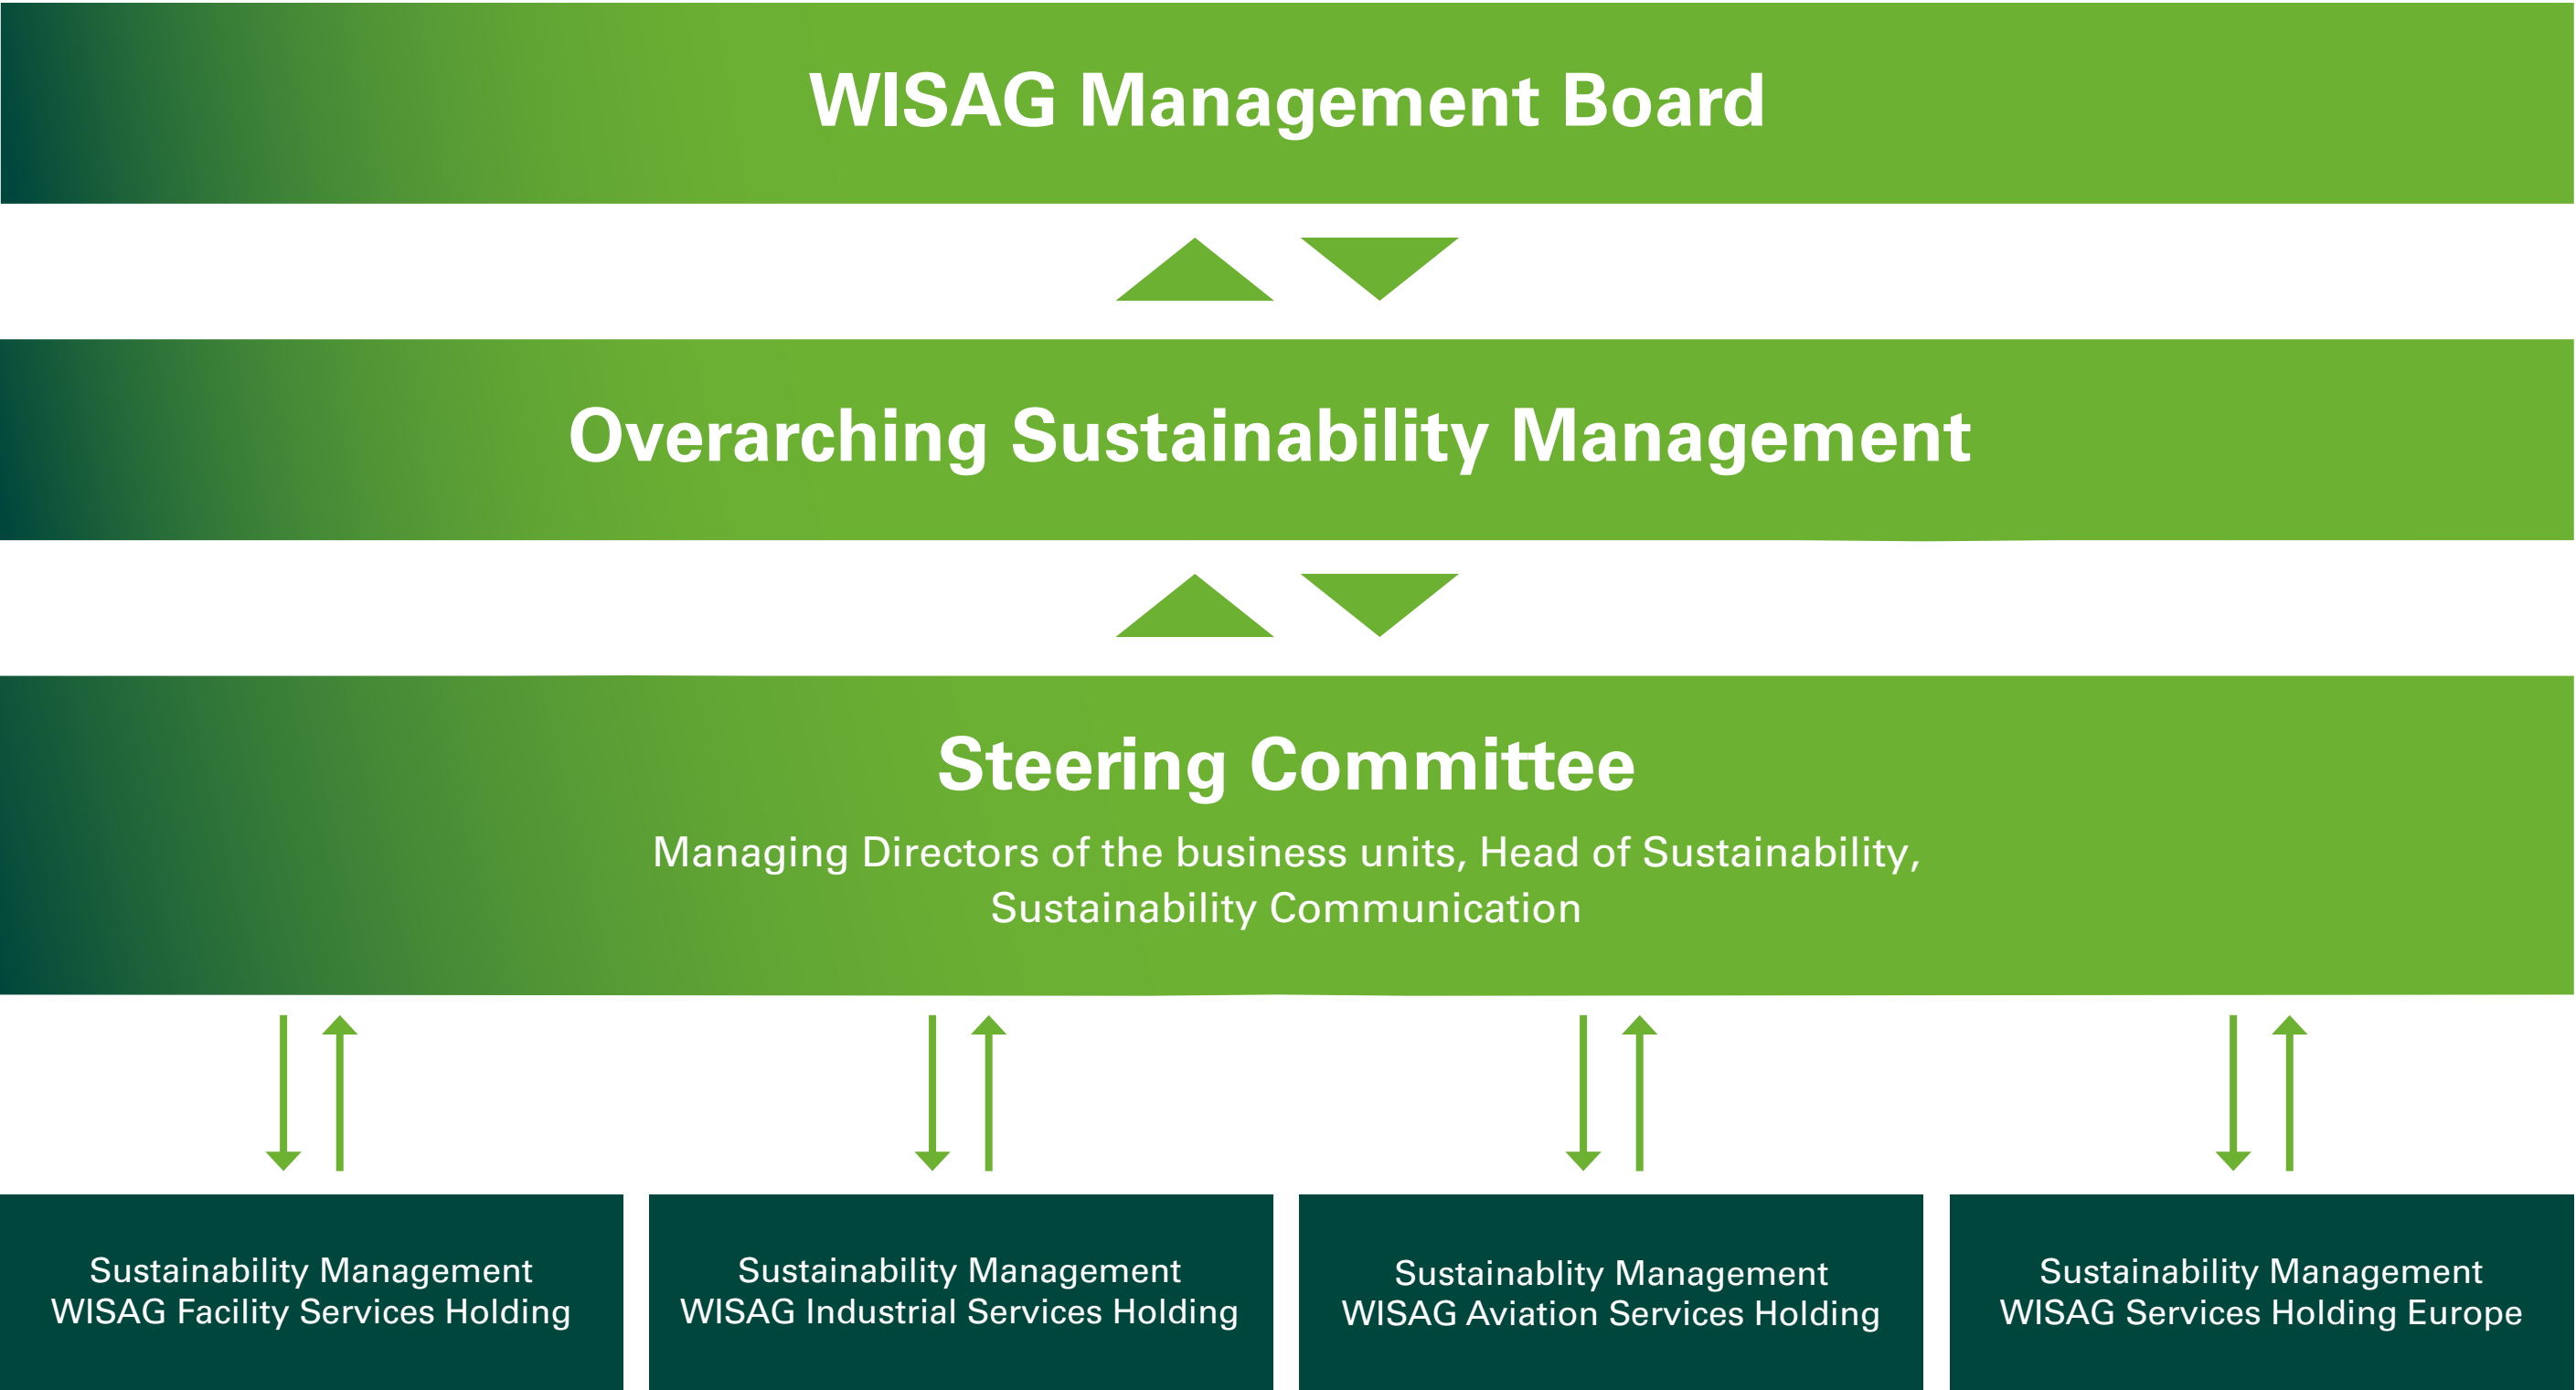 WISAG Management Board
Overarching Sustainability Management
Steering Committee
Managing Directors of the business units, Head of Sustainability,
Sustainability Communication
Sustainability Management
WISAG Facility Services Holding
Sustainability Management
WISAG Industrial Services Holding
Sustainablity Management
WISAG Aviation Services Holding
Sustainability Management
WISAG Services Holding Europe